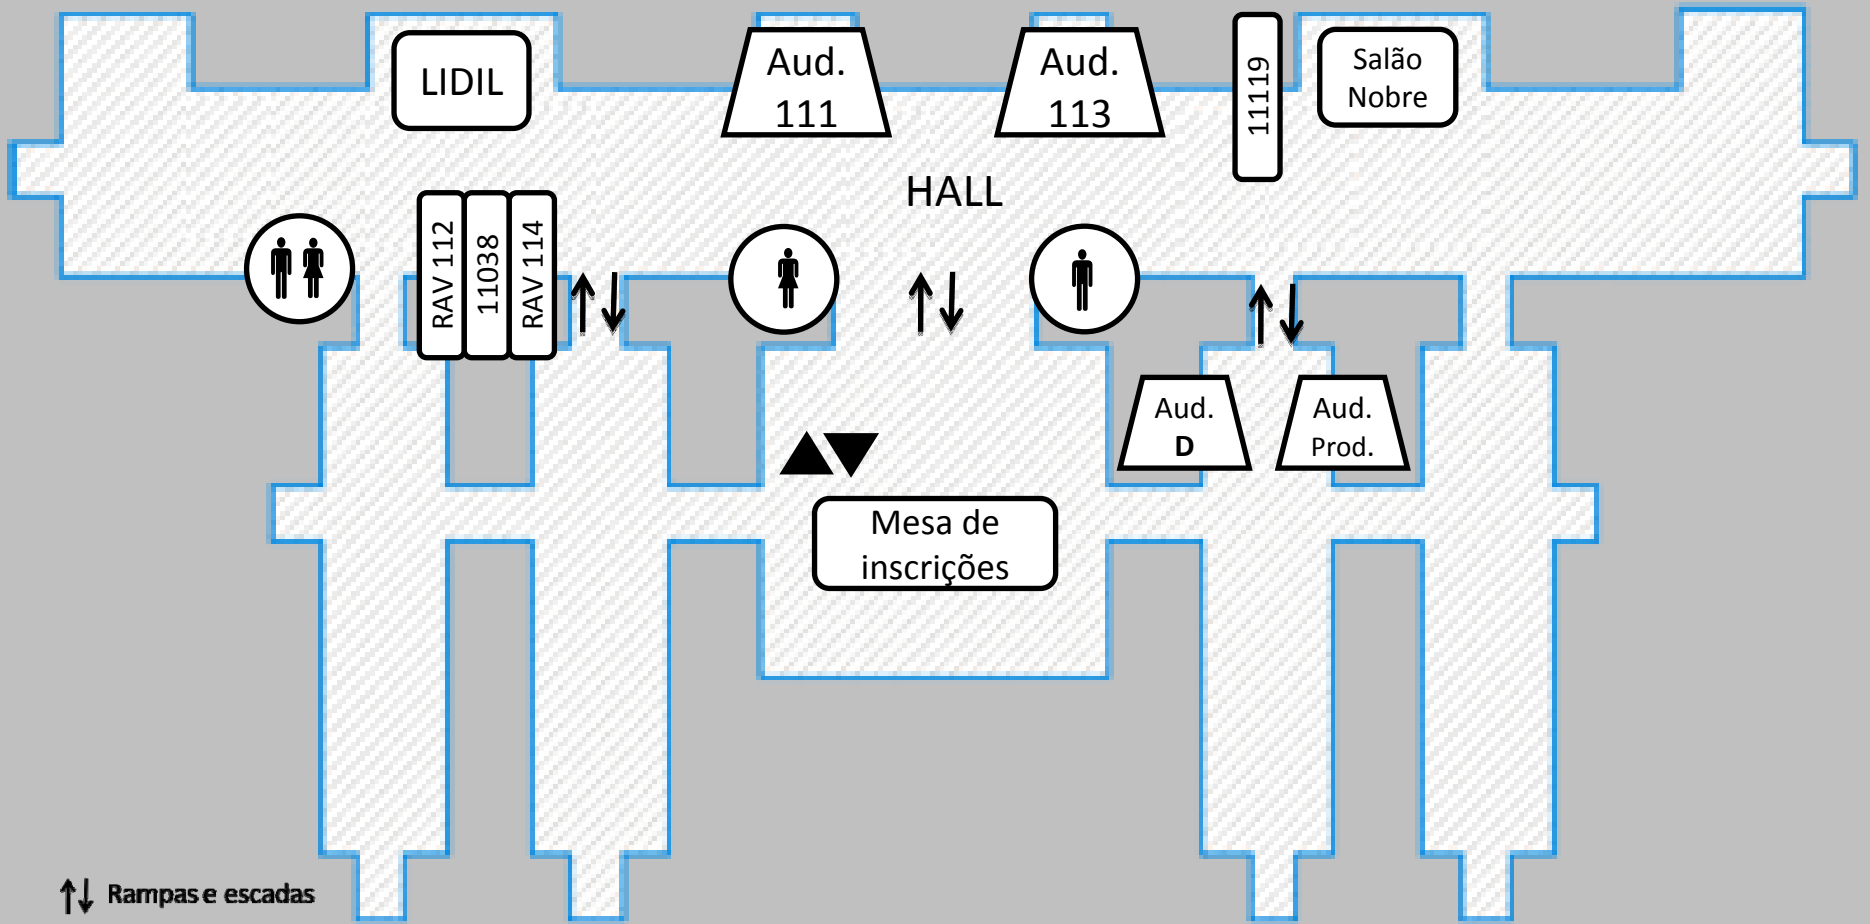 LIDIL
Aud.
111
Aud.
113
11119
Salão
Nobre
HALL
RAV 112
11038
RAV 114
Aud.
D
Aud.
Prod.
Mesa de
inscrições
Rampas e escadas